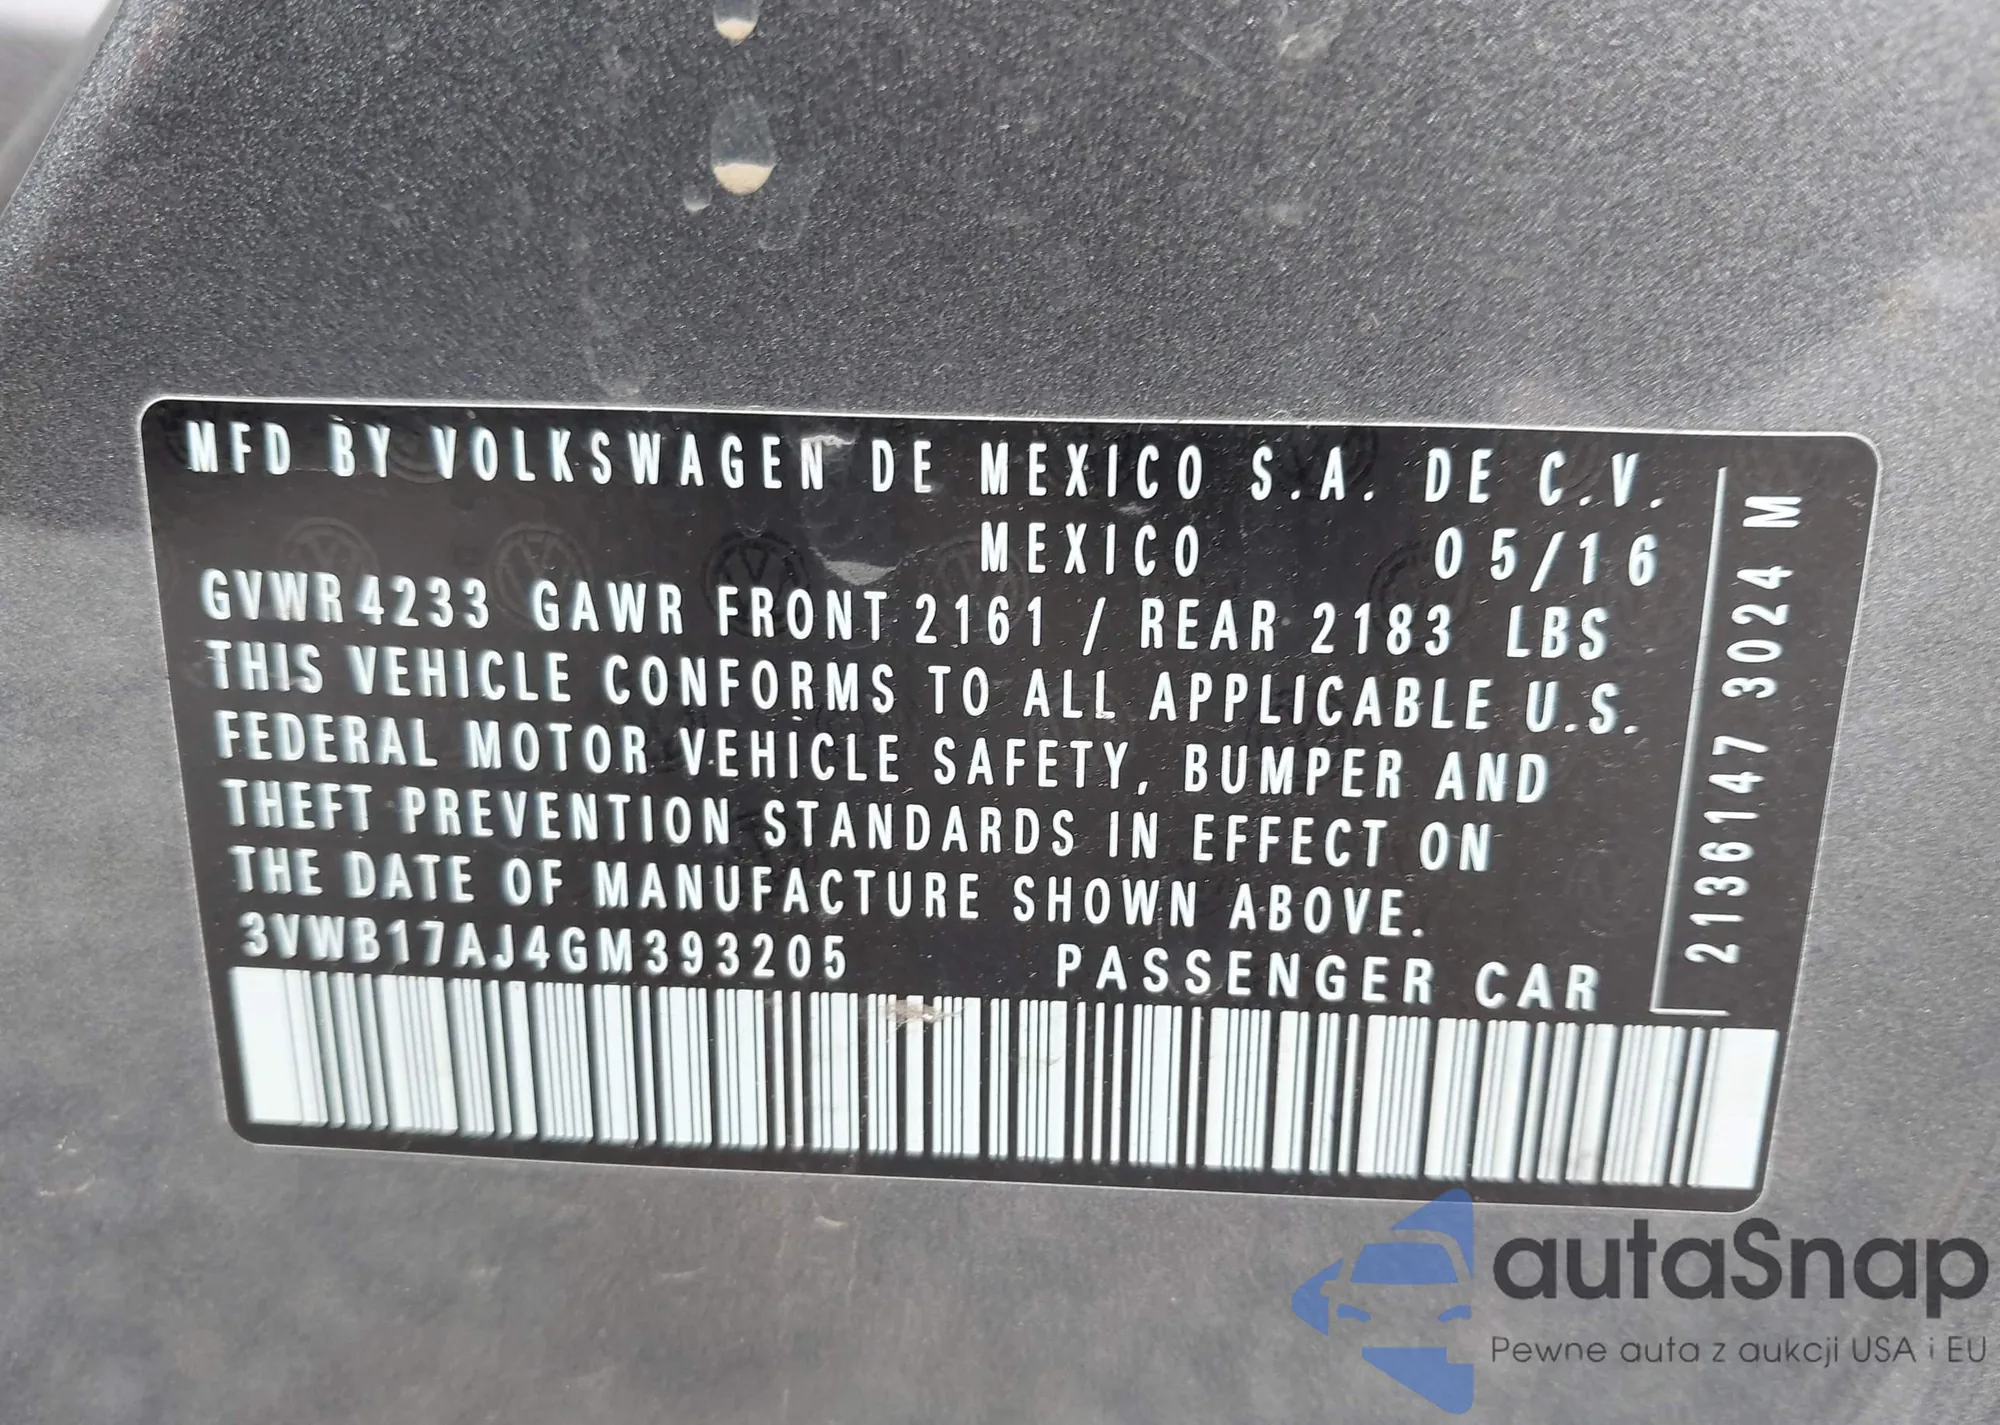 MFD BY VOLKSWAGEN DE MEXICO S.A. DE C.V.
MEXICO 05/16
GVWR 4233 GAWR FRONT 2161 / REAR 2183 LBS
THIS VEHICLE CONFORMS TO ALL APPLICABLE U.S.
FEDERAL MOTOR VEHICLE SAFETY, BUMPER AND
THEFT PREVENTION STANDARDS IN EFFECT ON
THE DATE OF MANUFACTURE SHOWN ABOVE.
3VWB17AJ4GM393205 PASSENGER CAR
2136147 3024 M
autaSnap
Pewne auta z aukcji USA i EU